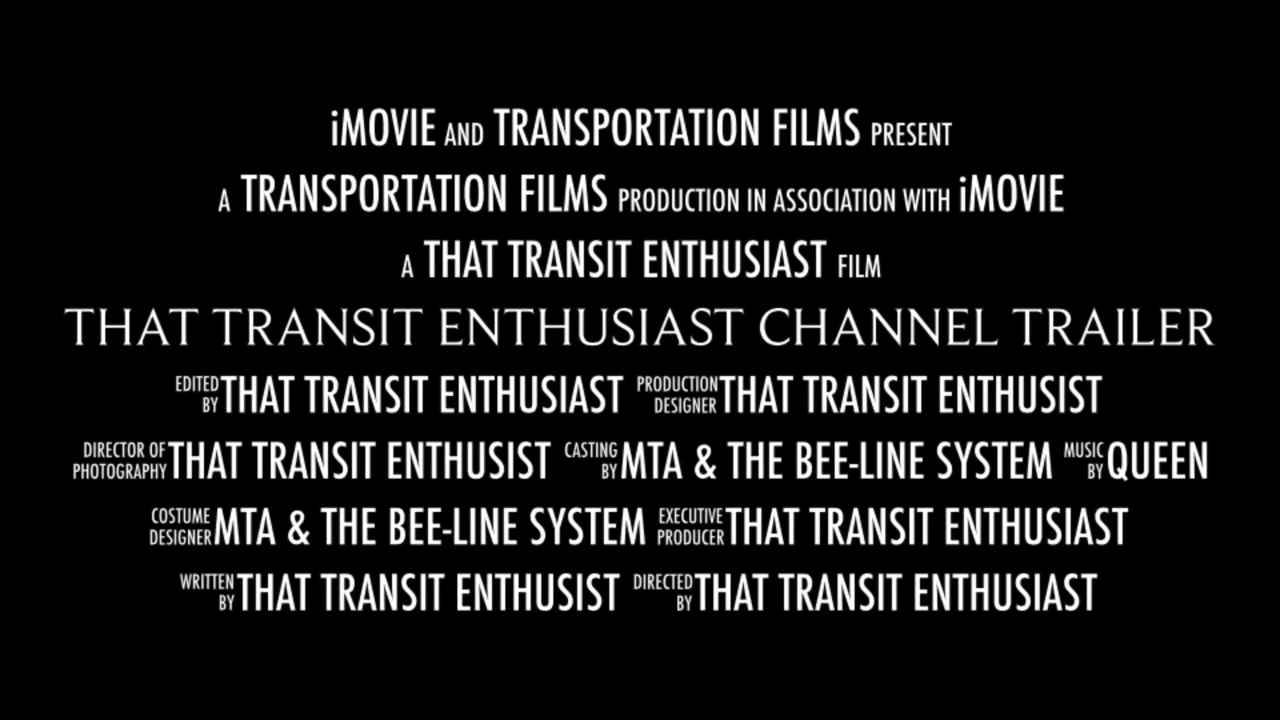 iMOVIE AND TRANSPORTATION FILMS PRESENT
A TRANSPORTATION FILMS PRODUCTION IN ASSOCIATION WITH iMOVIE
A THAT TRANSIT ENTHUSIAST FILM
THAT TRANSIT ENTHUSIAST CHANNEL TRAILER
EDITED BY THAT TRANSIT ENTHUSIAST PRODUCTION DESIGNER THAT TRANSIT ENTHUSIST
DIRECTOR OF PHOTOGRAPHY THAT TRANSIT ENTHUSIST CASTING BY MTA & THE BEE-LINE SYSTEM MUSIC BY QUEEN
COSTUME DESIGNER MTA & THE BEE-LINE SYSTEM EXECUTIVE PRODUCER THAT TRANSIT ENTHUSIAST
WRITTEN BY THAT TRANSIT ENTHUSIST DIRECTED BY THAT TRANSIT ENTHUSIAST